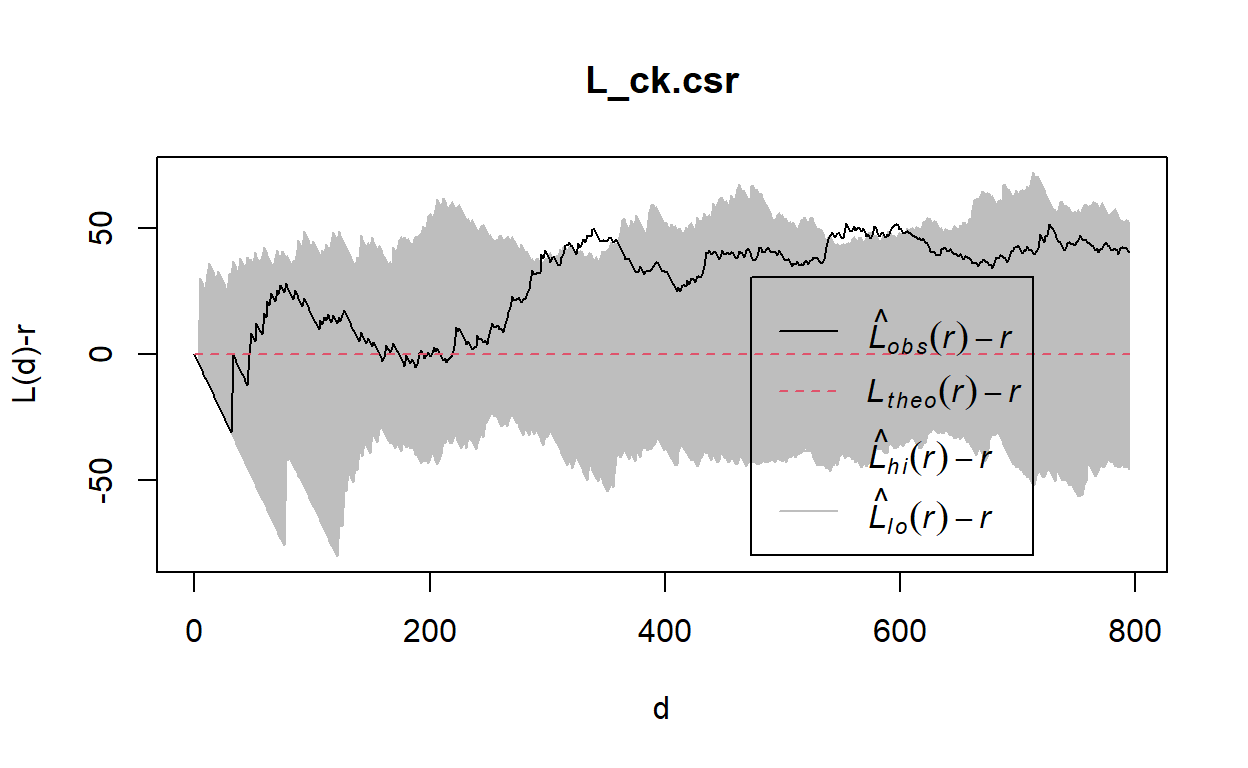 L_ck.csr
L(d)-r
50
0
-50
L̂obs(r) − r
Ltheo(r) − r
L̂hi(r) − r
L̂lo(r) − r
0 200 400 600 800
d